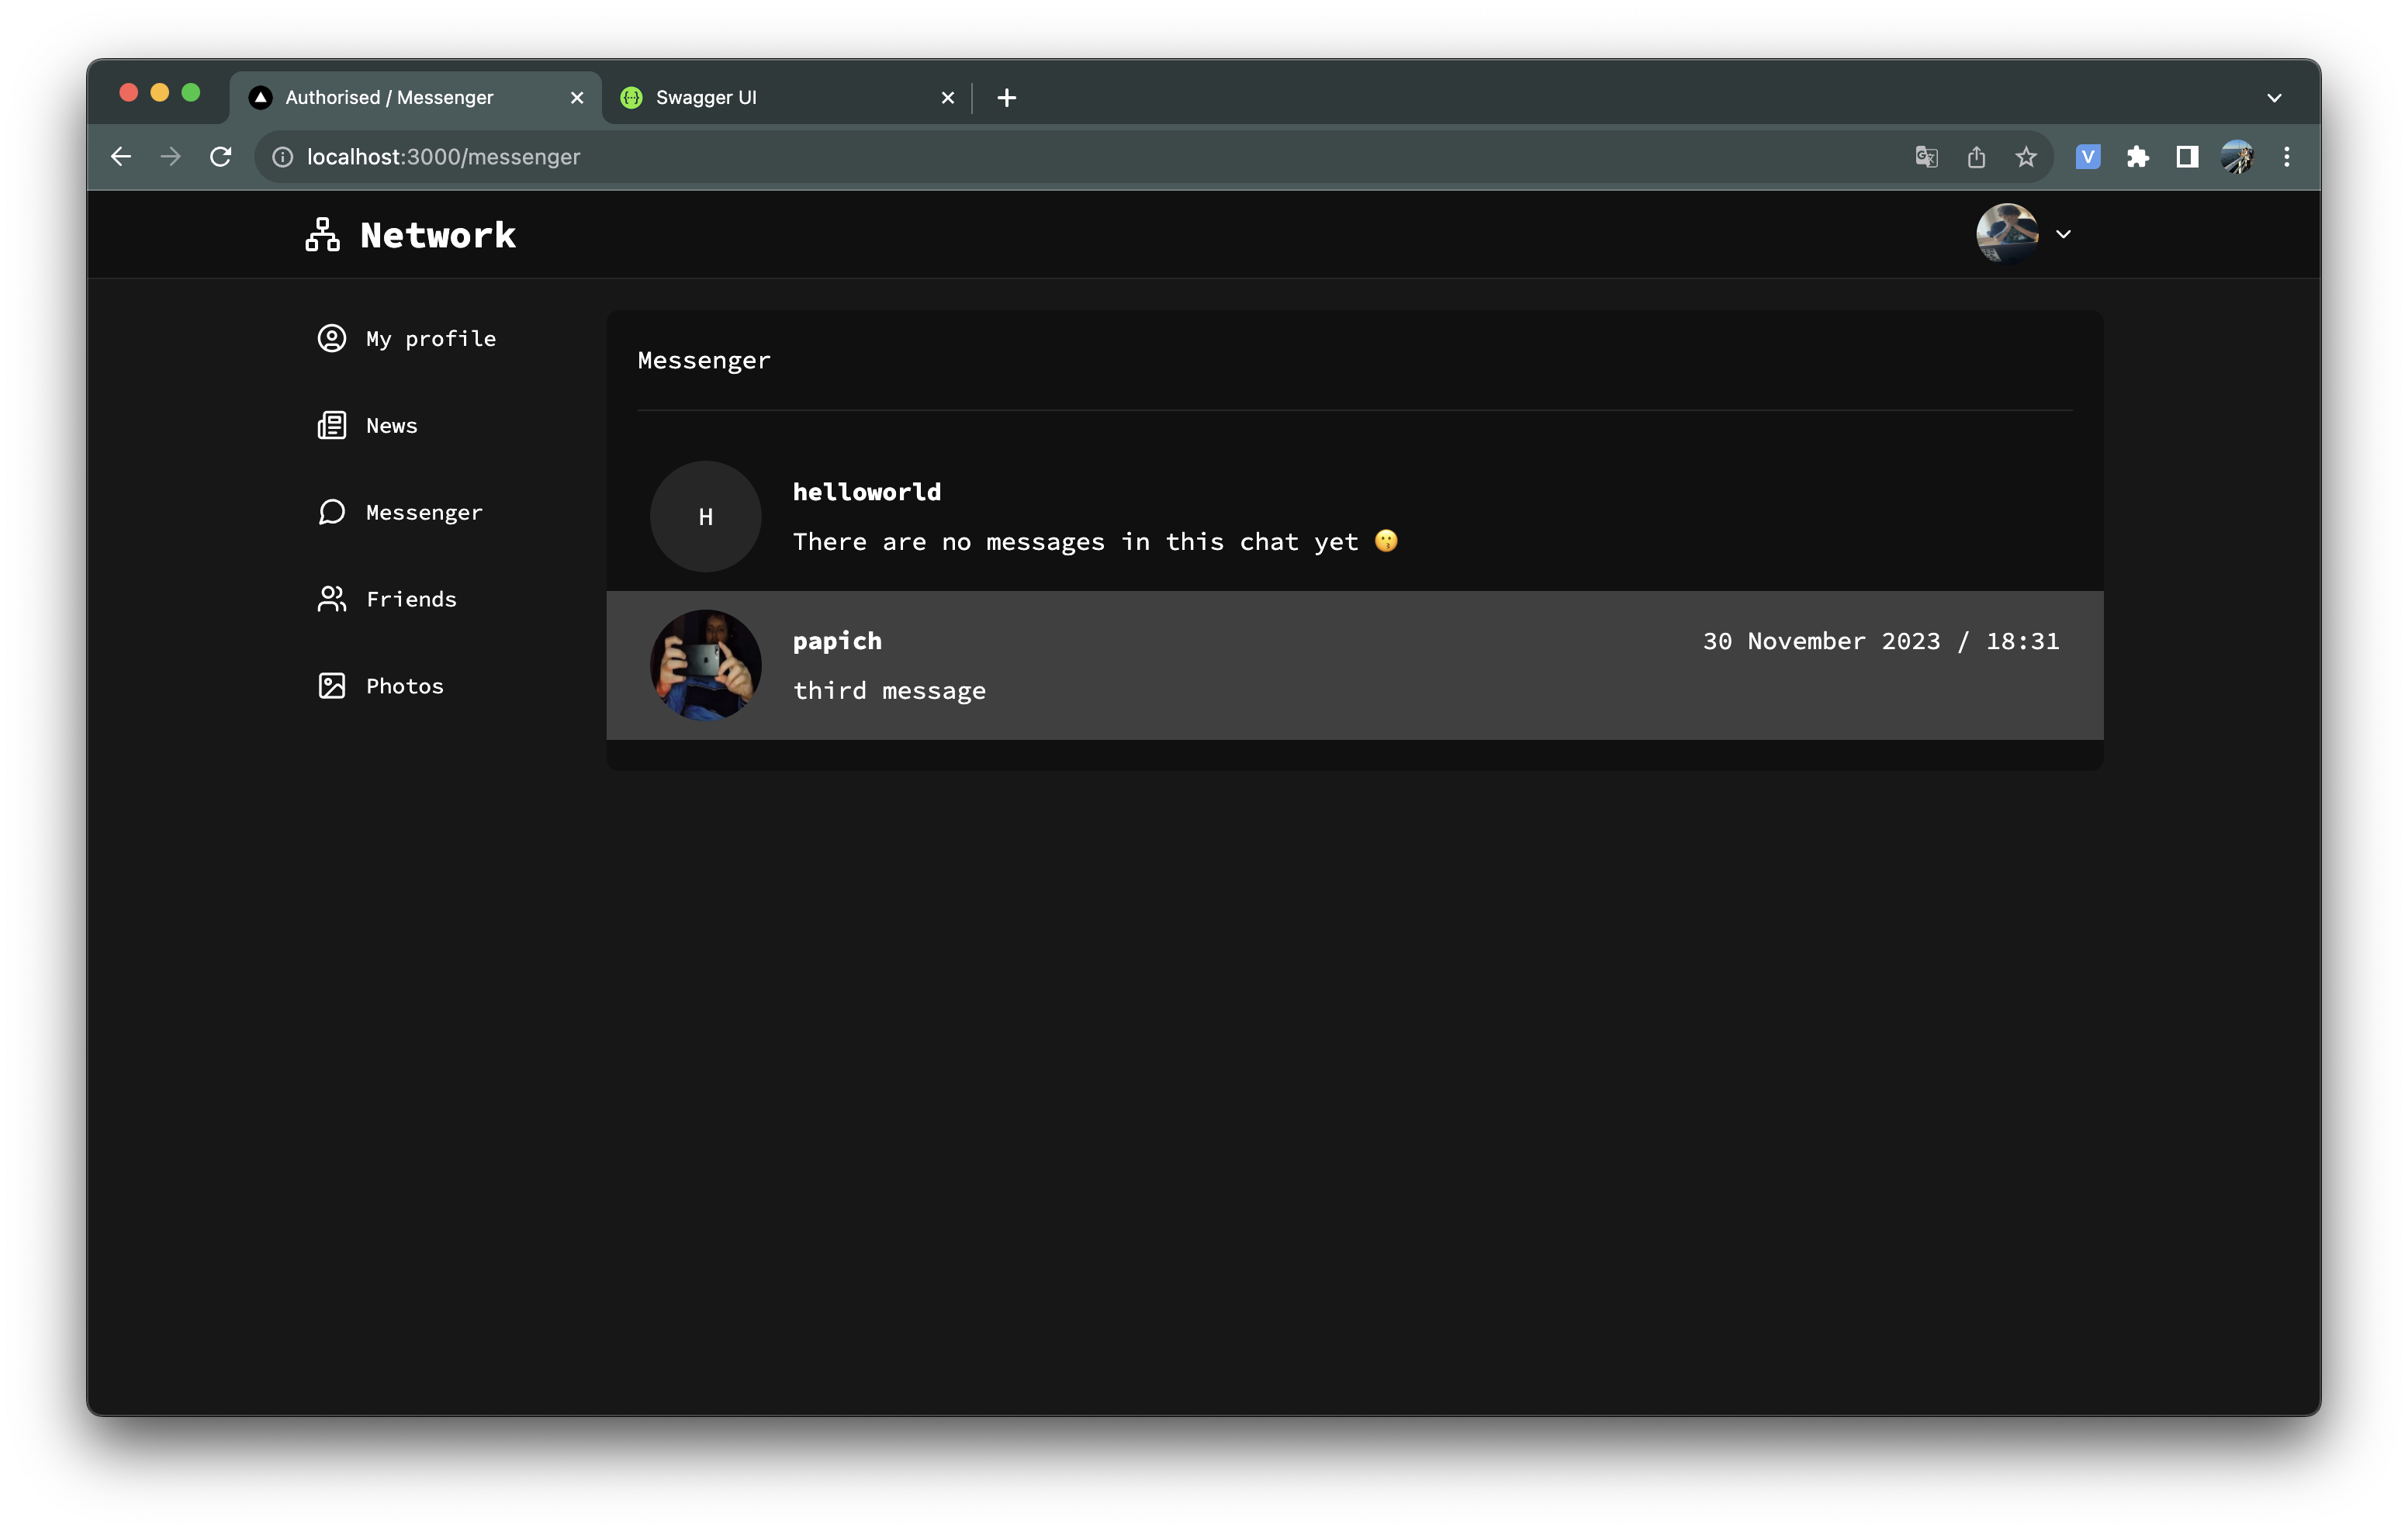 Authorised / Messenger
Swagger UI
localhost:3000/messenger
V
Network
My profile
News
Messenger
Friends
Photos
Messenger
H
helloworld
There are no messages in this chat yet 😗
papich
30 November 2023 / 18:31
third message